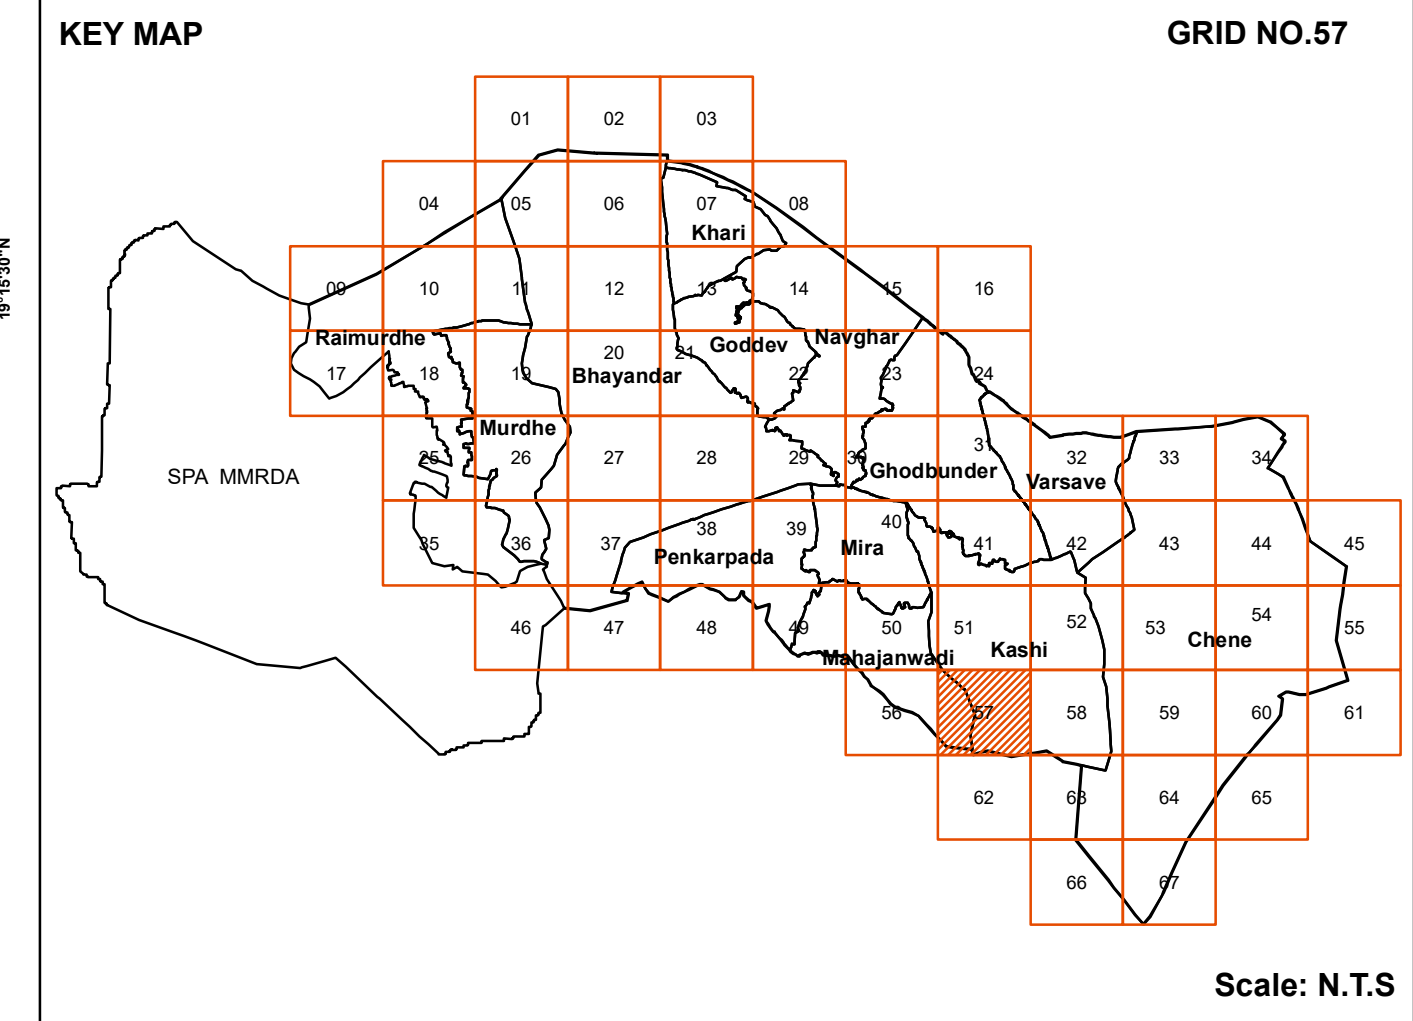 KEY MAP GRID NO.57
01 02 03
04 05 06 07 08
Khari
09 10 11 12 13 14 15 16
Raimurdhe Goddev Navghar
17 18 19 20 21 22 23 24
Bhayandar
Murdhe
25 26 27 28 29 30 31 32 33 34
SPA MMRDA Ghodbunder Varsave
35 36 37 38 39 40 41 42 43 44 45
Penkarpada Mira
46 47 48 49 50 51 52 53 54 55
Mahajanwadi Kashi Chene
56 57 58 59 60 61
62 63 64 65
66 67
Scale: N.T.S
19°15'30"N